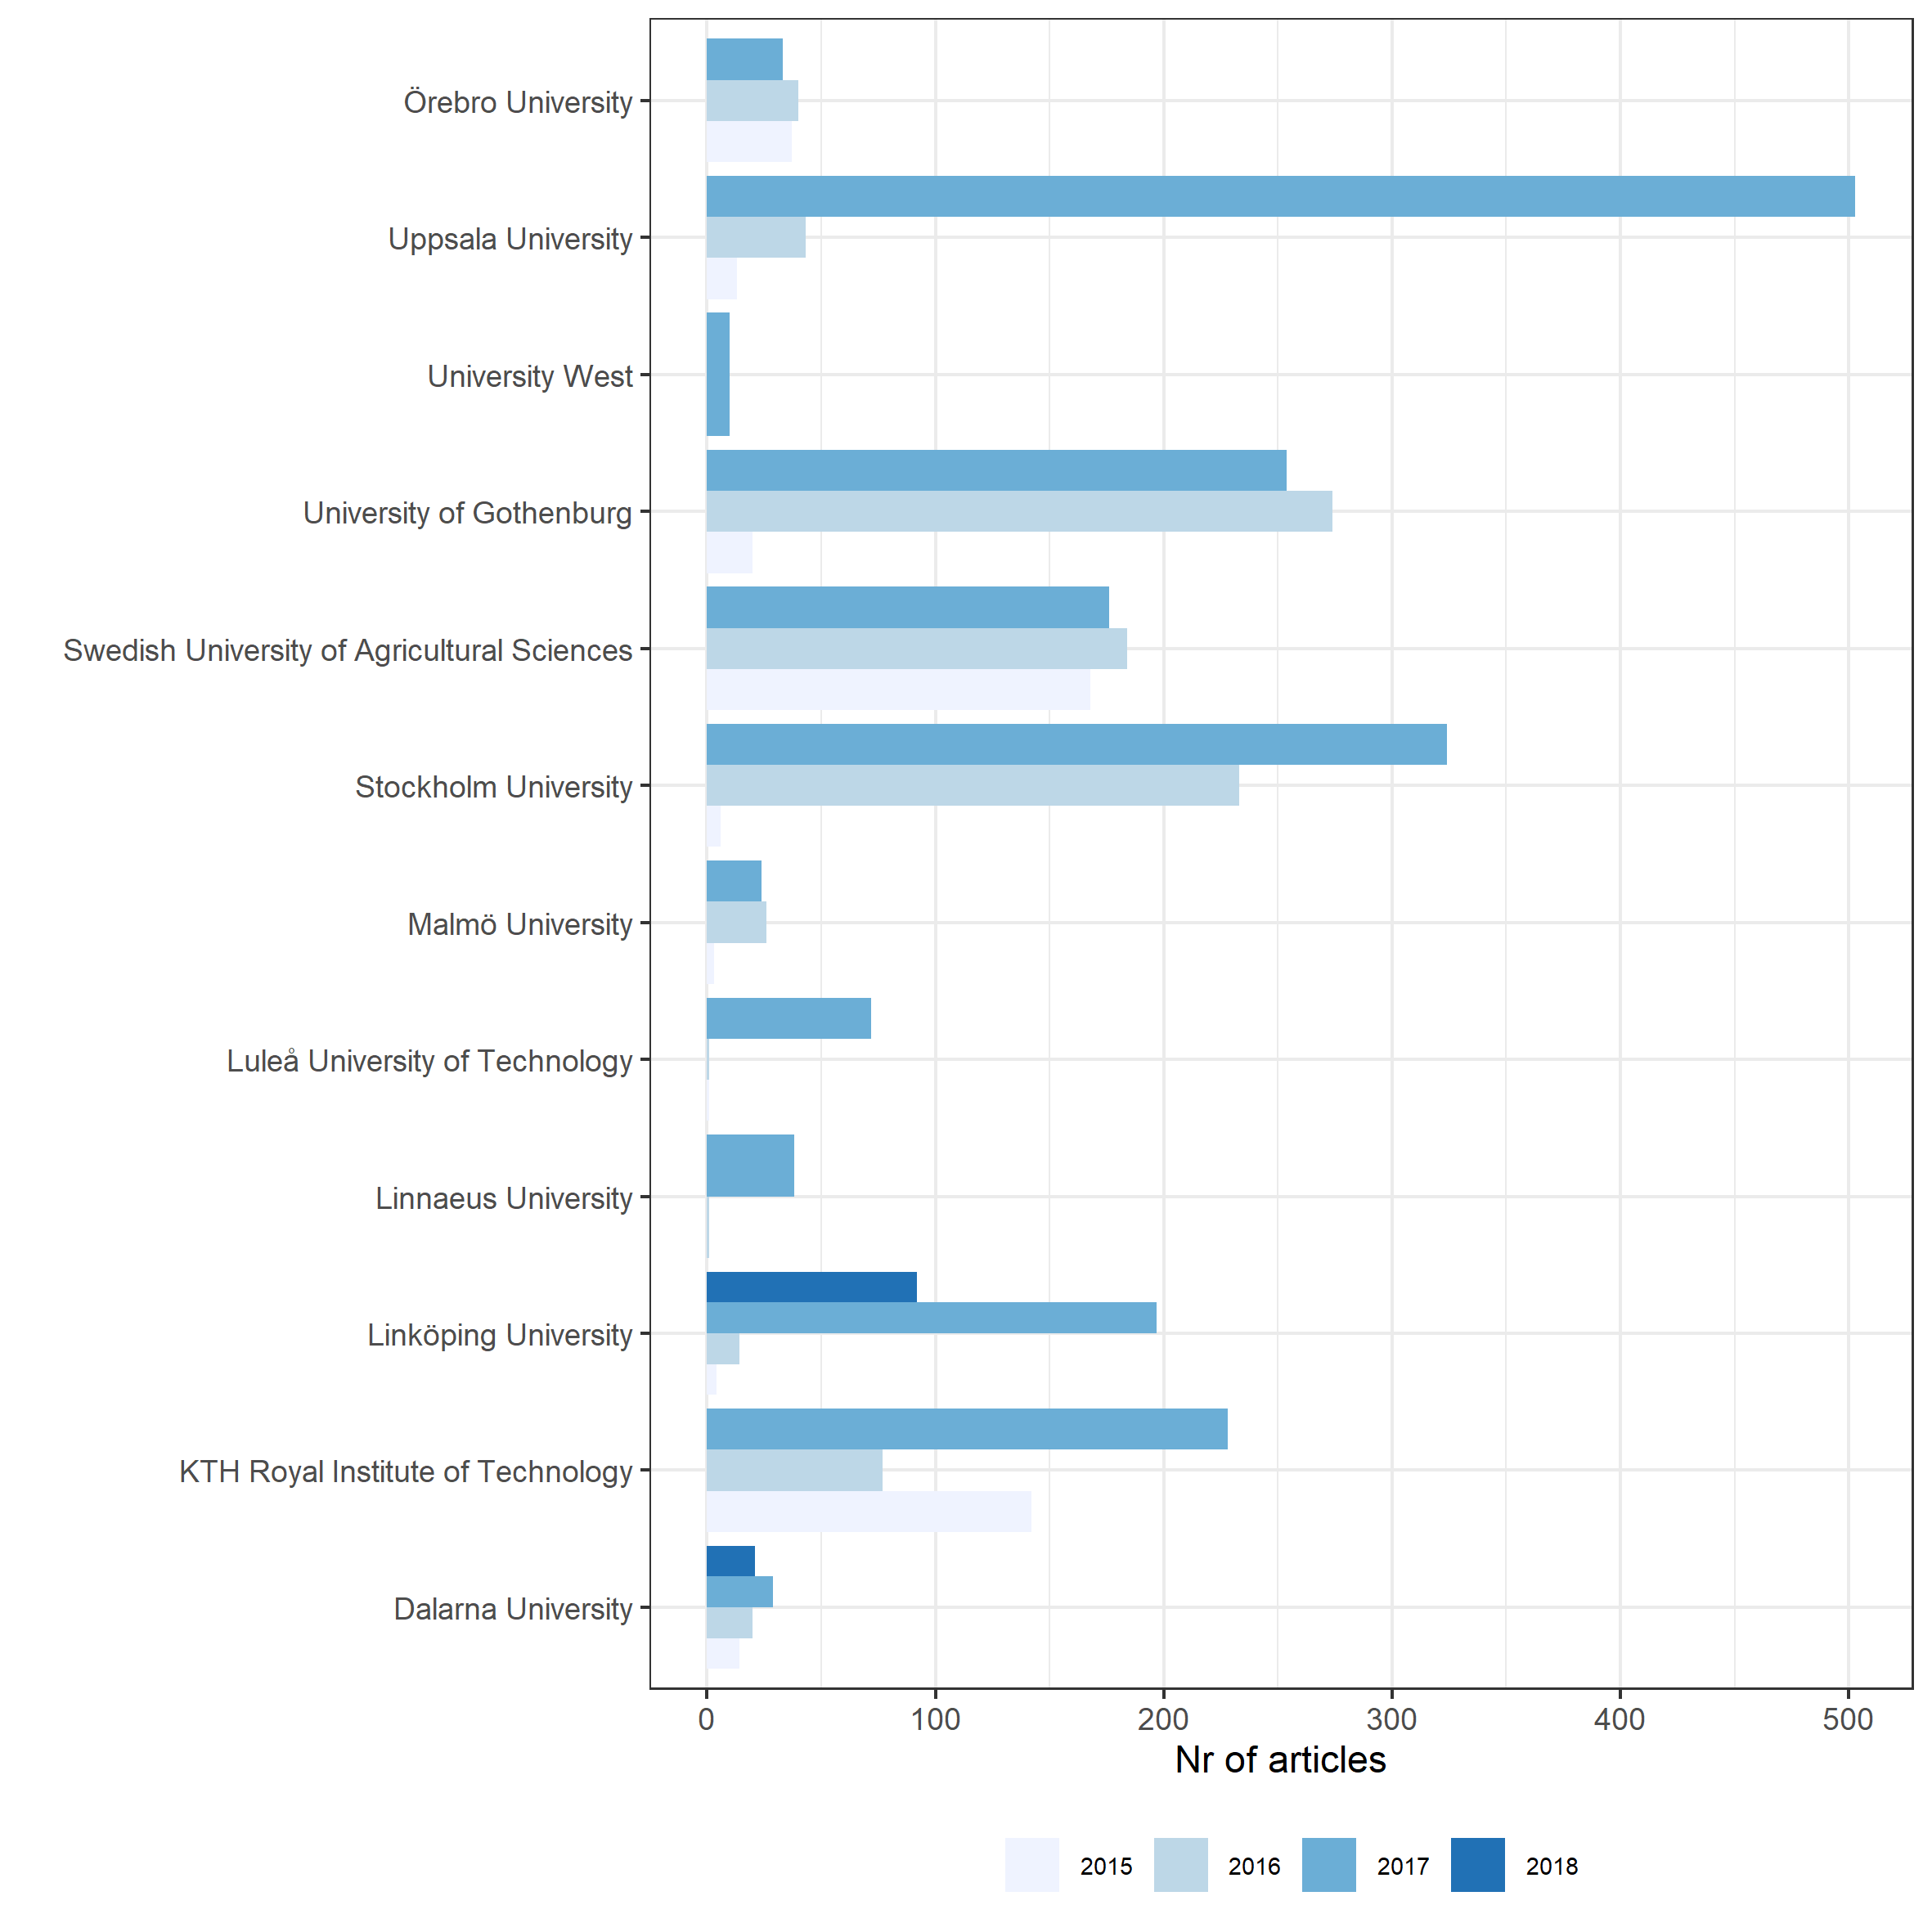 Örebro University
Uppsala University
University West
University of Gothenburg
Swedish University of Agricultural Sciences
Stockholm University
Malmö University
Luleå University of Technology
Linnaeus University
Linköping University
KTH Royal Institute of Technology
Dalarna University
0 100 200 300 400 500
Nr of articles
2015 2016 2017 2018